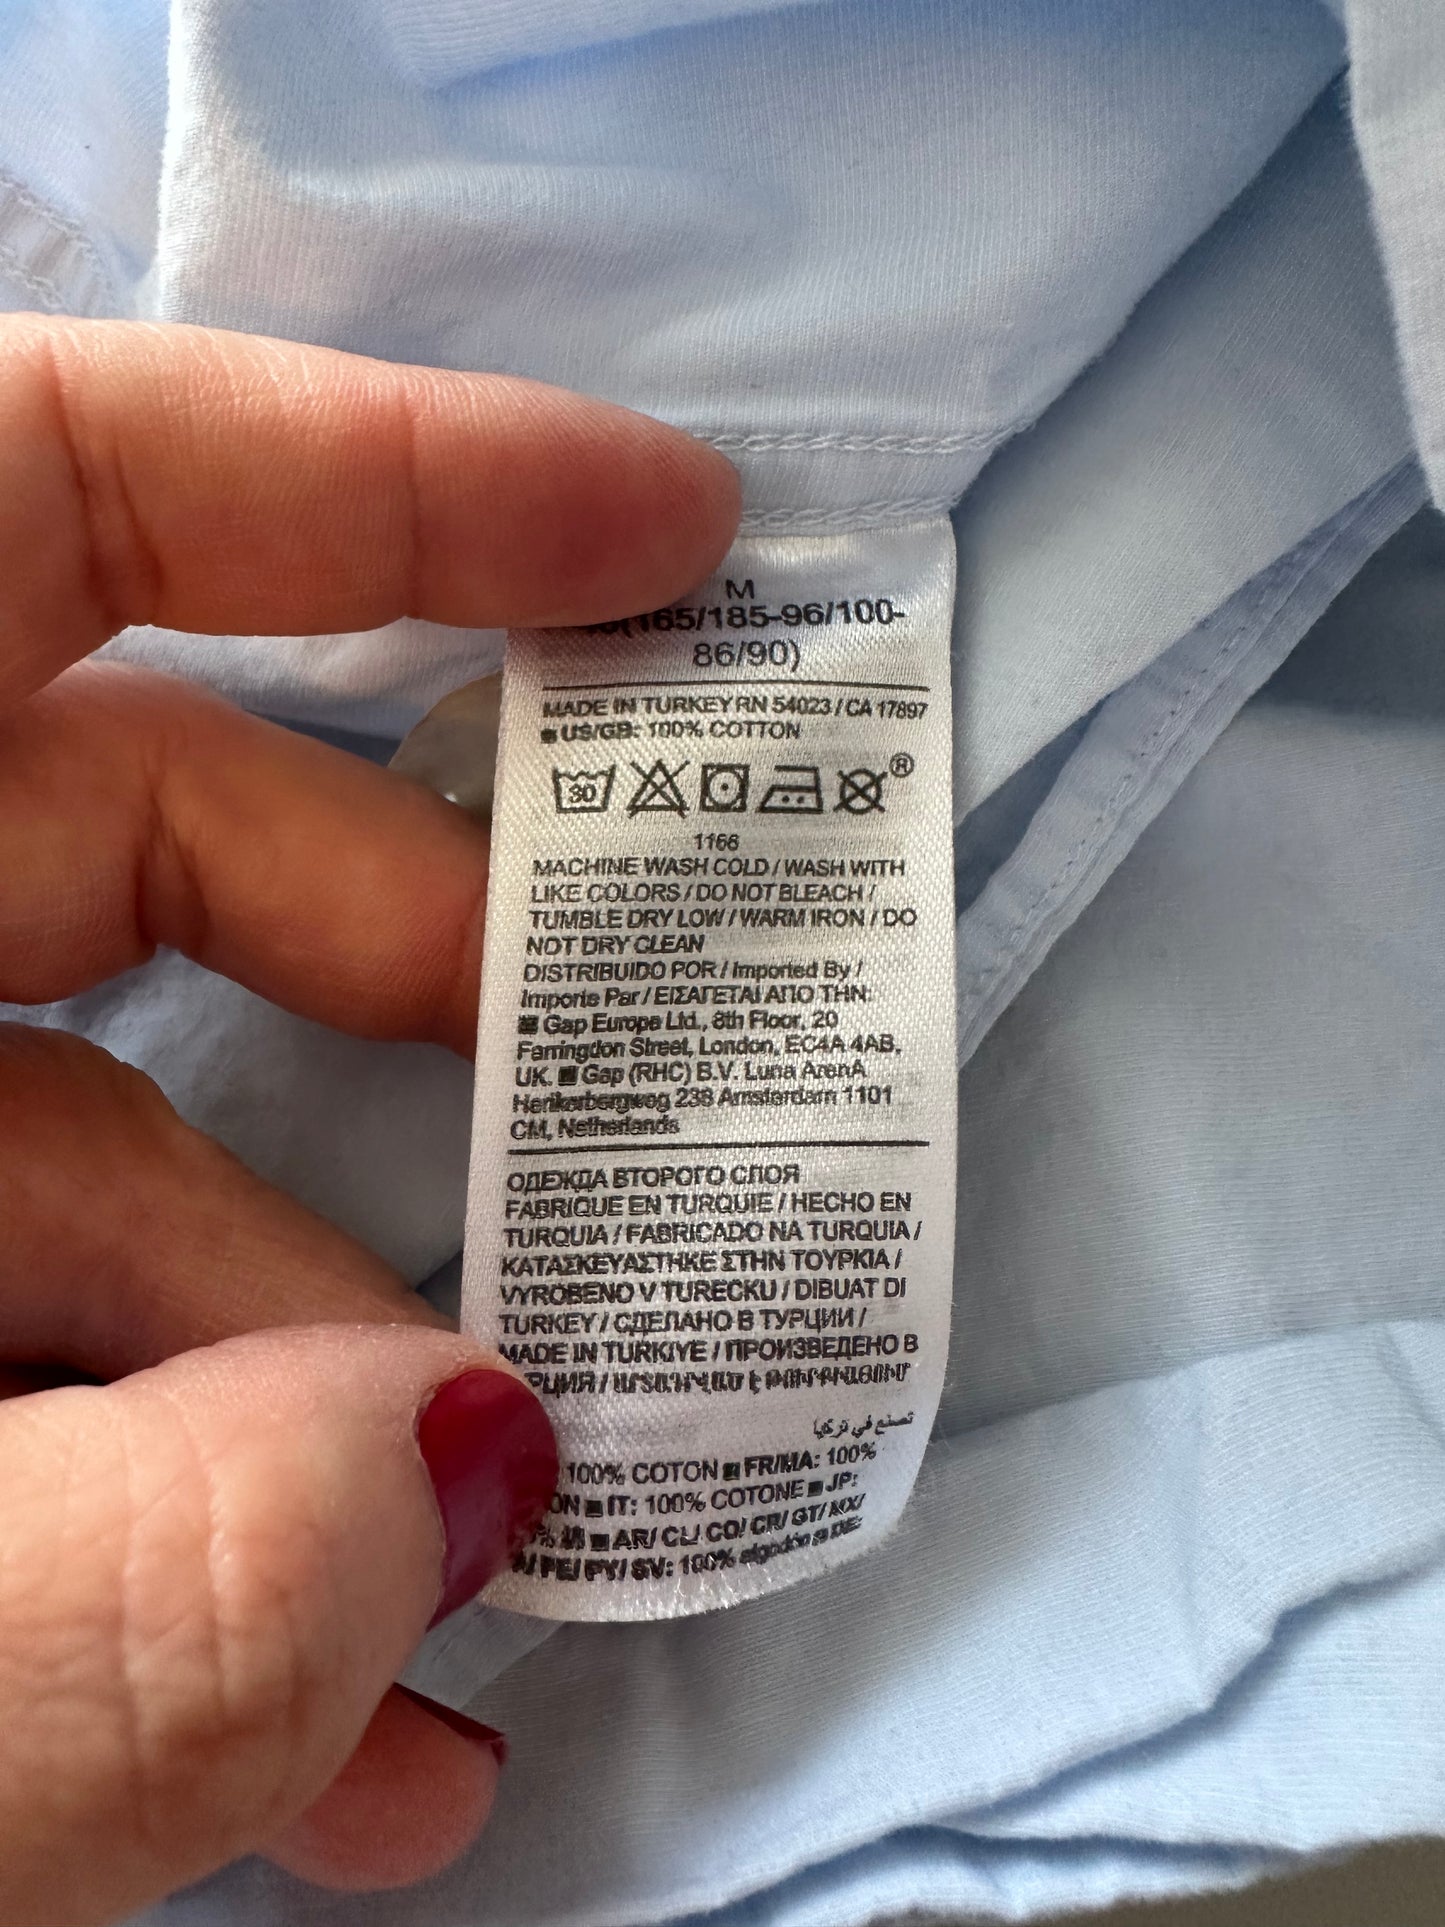 M
(165/185-96/100-
86/90)
MADE IN TURKEY RN 54023 / CA 17897
US/GB: 100% COTTON
30
®
1166
MACHINE WASH COLD / WASH WITH
LIKE COLORS / DO NOT BLEACH /
TUMBLE DRY LOW / WARM IRON / DO
NOT DRY CLEAN
DISTRIBUIDO POR / Imported By /
Importe Par / ΕΙΣΑΓΕΤΑΙ ΑΠΟ ΤΗΝ:
Gap Europe Ltd., 8th Floor, 20
Farringdon Street, London, EC4A 4AB,
UK. Gap (RHC) B.V. Luna ArenA
Herikerbergweg 238 Amsterdam 1101
CM, Netherlands
ОДЕЖДА ВТОРОГО СЛОЯ
FABRIQUE EN TURQUIE / HECHO EN
TURQUIA / FABRICADO NA TURQUIA /
ΚΑΤΑΣΚΕΥΑΣΤΗΚΕ ΣΤΗΝ ΤΟΥΡΚΙΑ /
VYROBENO V TURECKU / DIBUAT DI
TURKEY / СДЕЛАНО В ТУРЦИИ /
MADE IN TURKIYE / ПРОИЗВЕДЕНО В
РЦИЯ /
تصنع في تركيا
100% COTON FR/MA: 100%
ON IT: 100% COTONE JP:
% AR/ CL/ CO/ CR/ GT/ MX/
/ PE/ PY/ SV: 100% algodón DE: